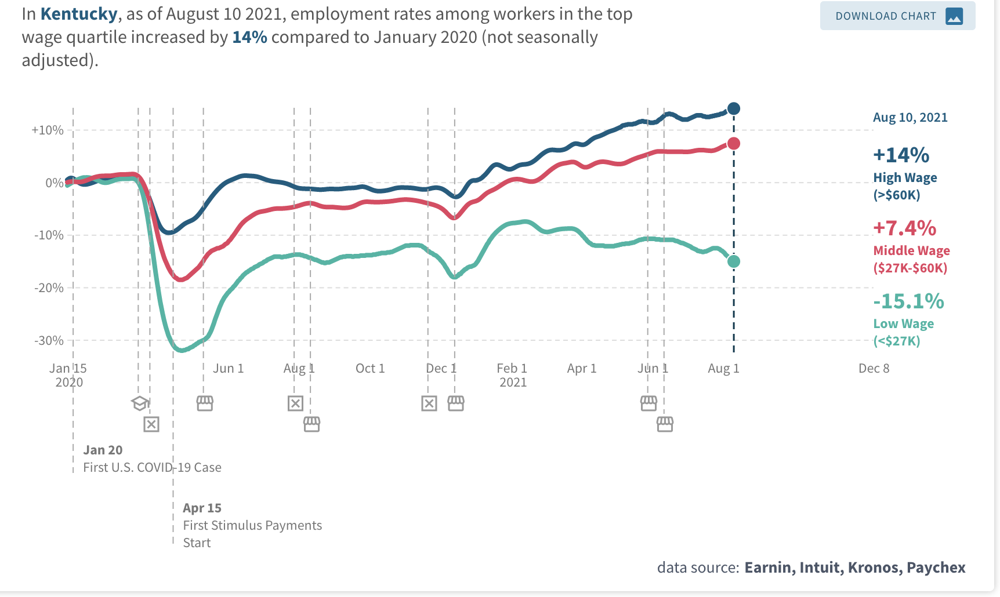 In Kentucky, as of August 10 2021, employment rates among workers in the top
wage quartile increased by 14% compared to January 2020 (not seasonally
adjusted).
DOWNLOAD CHART
+10%
0%
-10%
-20%
-30%
Jan 15
2020
Jun 1
Aug 1
Oct 1
Dec 1
Feb 1
2021
Apr 1
Jun 1
Aug 1
Dec 8
Aug 10, 2021
+14%
High Wage
(>$60K)
+7.4%
Middle Wage
($27K-$60K)
-15.1%
Low Wage
(<$27K)
Jan 20
First U.S. COVID-19 Case
Apr 15
First Stimulus Payments
Start
data source: Earnin, Intuit, Kronos, Paychex